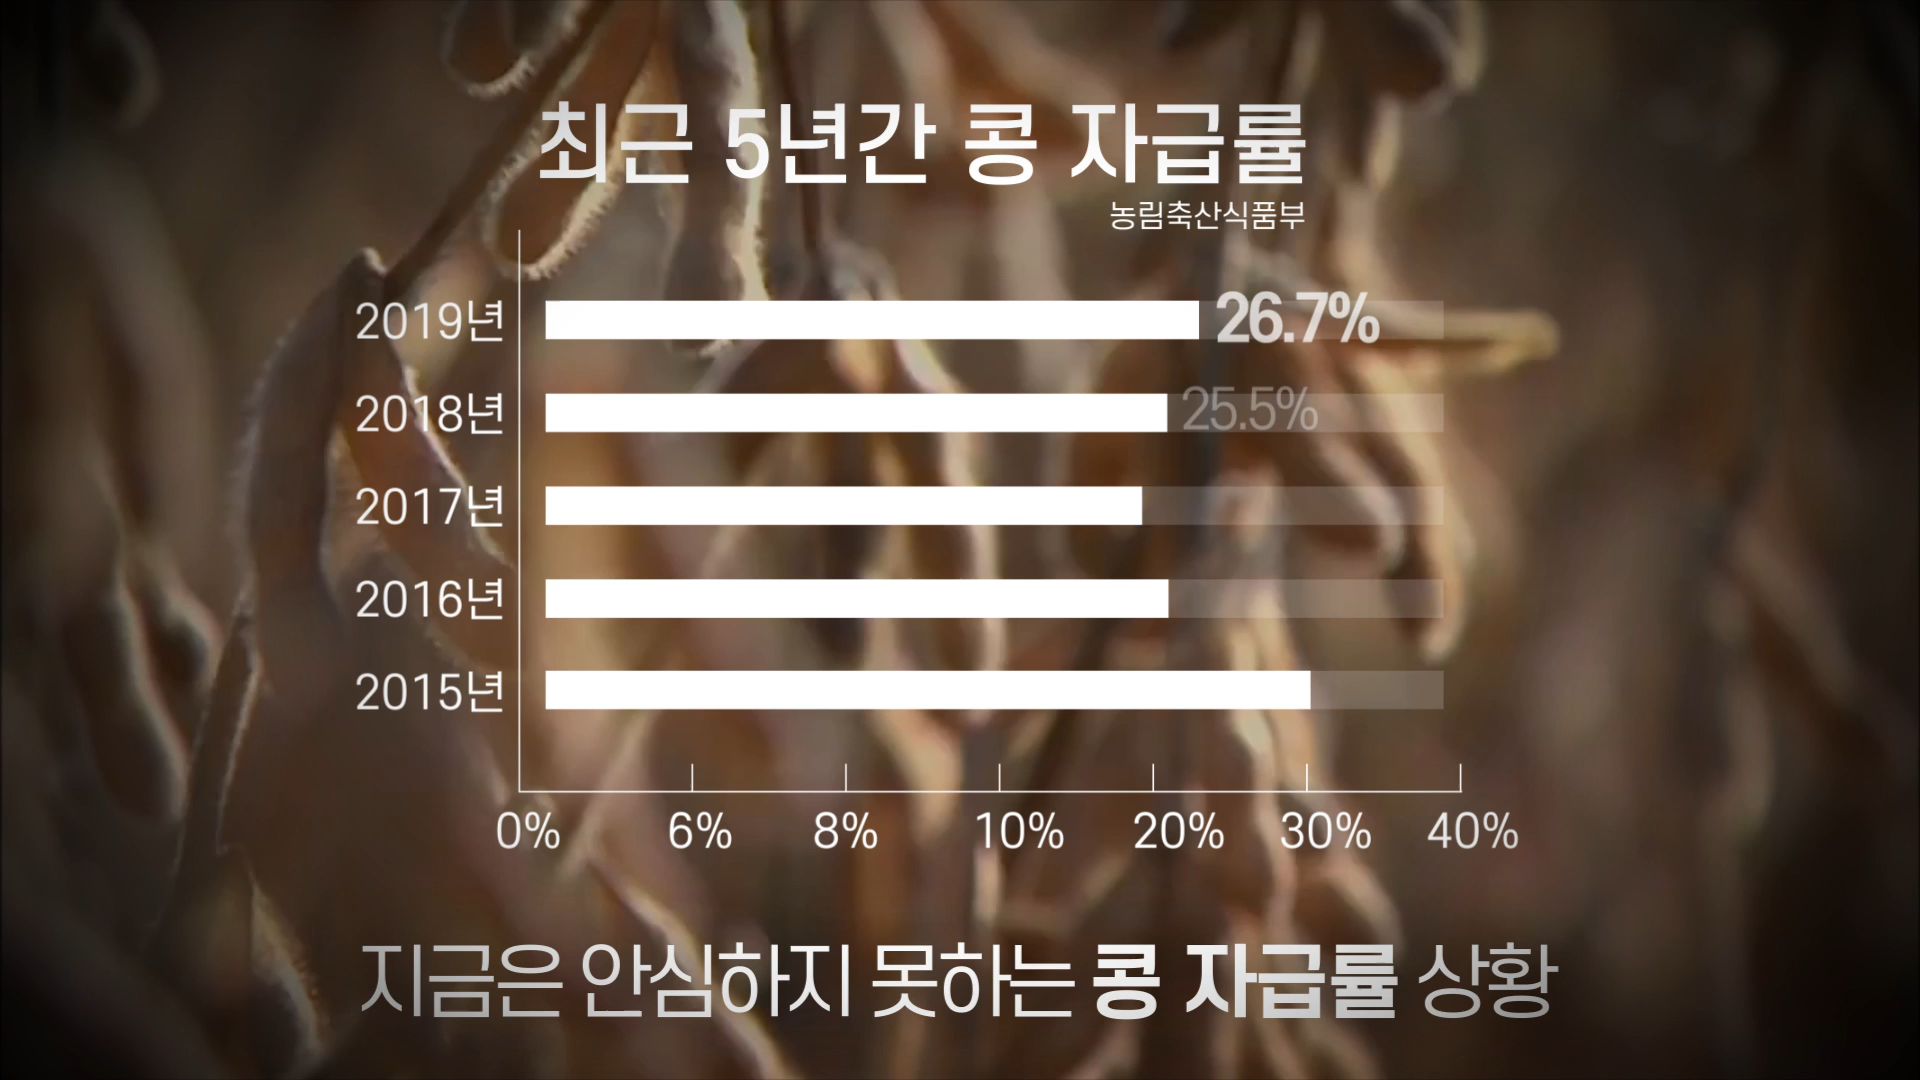 최근 5년간 콩 자급률
농림축산식품부
2019년 26.7%
2018년 25.5%
2017년
2016년
2015년
0% 6% 8% 10% 20% 30% 40%
지금은 안심하지 못하는 콩 자급률 상황